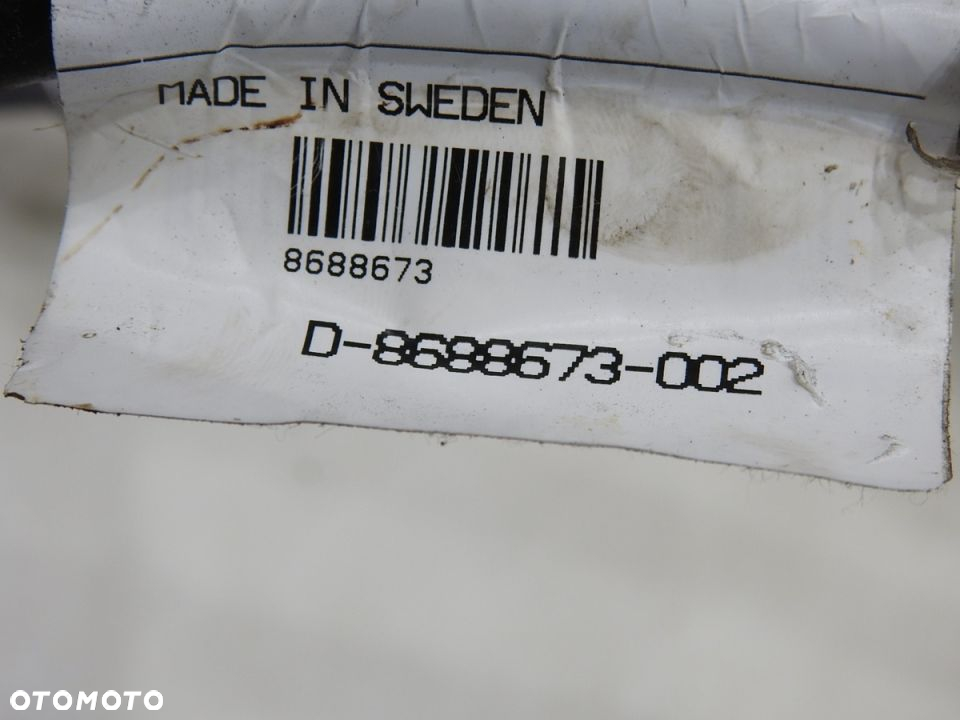 MADE IN SWEDEN
8688673
D-8688673-002
OTOMOTO